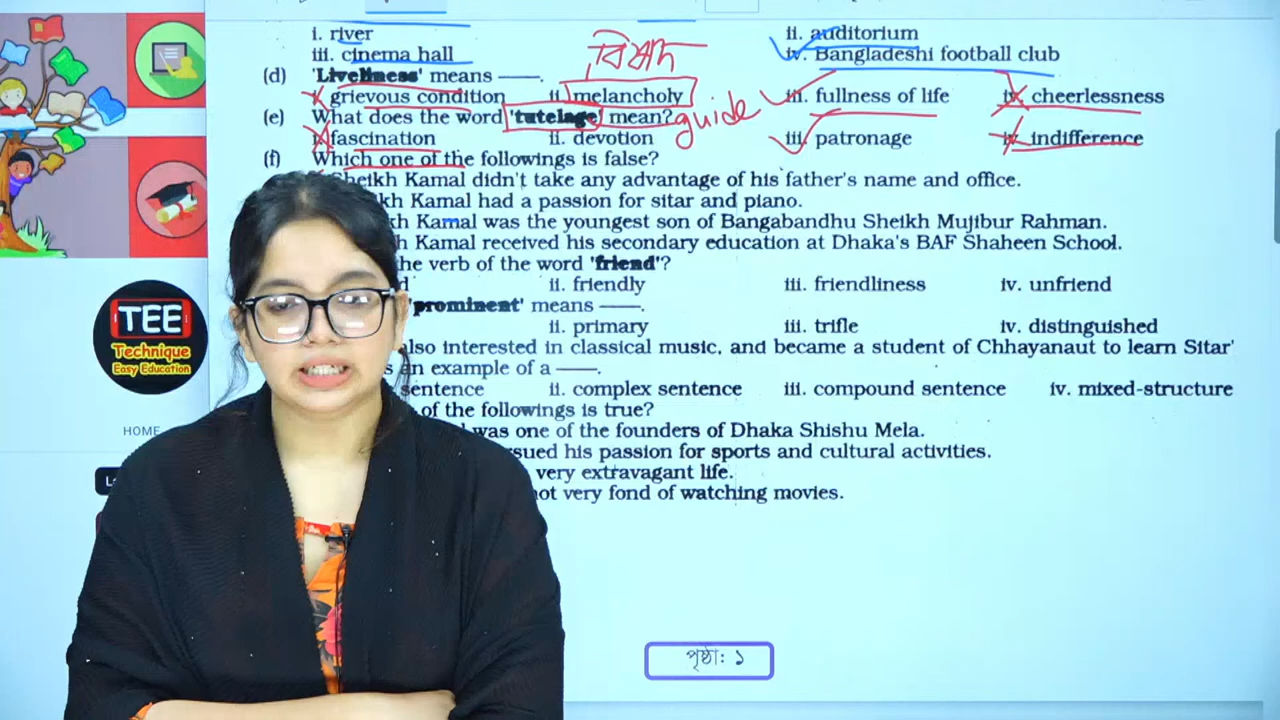 i. river ii. auditorium
iii. cinema hall iv. Bangladeshi football club
বিষাদ
(d) 'Liveliness' means ——.
grievous condition ii. melancholy iii. fullness of life iv. cheerlessness
(e) What does the word 'tutelage' mean? guide
i. fascination ii. devotion iii. patronage iv. indifference
(f) Which one of the followings is false?
Sheikh Kamal didn't take any advantage of his father's name and office.
Kamal had a passion for sitar and piano.
Kamal was the youngest son of Bangabandhu Sheikh Mujibur Rahman.
Kamal received his secondary education at Dhaka's BAF Shaheen School.
the verb of the word 'friend'?
ii. friendly iii. friendliness iv. unfriend
'prominent' means ——.
ii. primary iii. trifle iv. distinguished
also interested in classical music, and became a student of Chhayanaut to learn Sitar'
an example of a ——.
sentence ii. complex sentence iii. compound sentence iv. mixed-structure
of the followings is true?
was one of the founders of Dhaka Shishu Mela.
his passion for sports and cultural activities.
very extravagant life.
not very fond of watching movies.
TEE
Technique
Easy Education
HOME
পৃষ্ঠা: ১